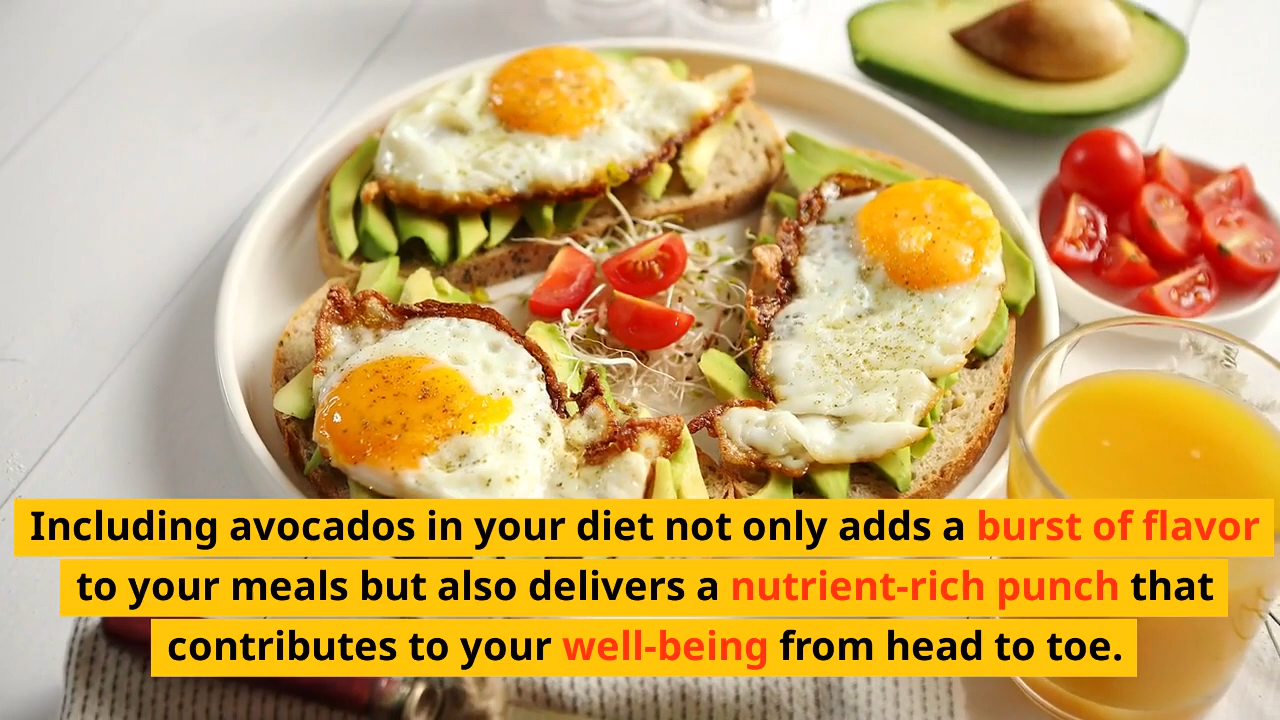 Including avocados in your diet not only adds a burst of flavor
to your meals but also delivers a nutrient-rich punch that
contributes to your well-being from head to toe.